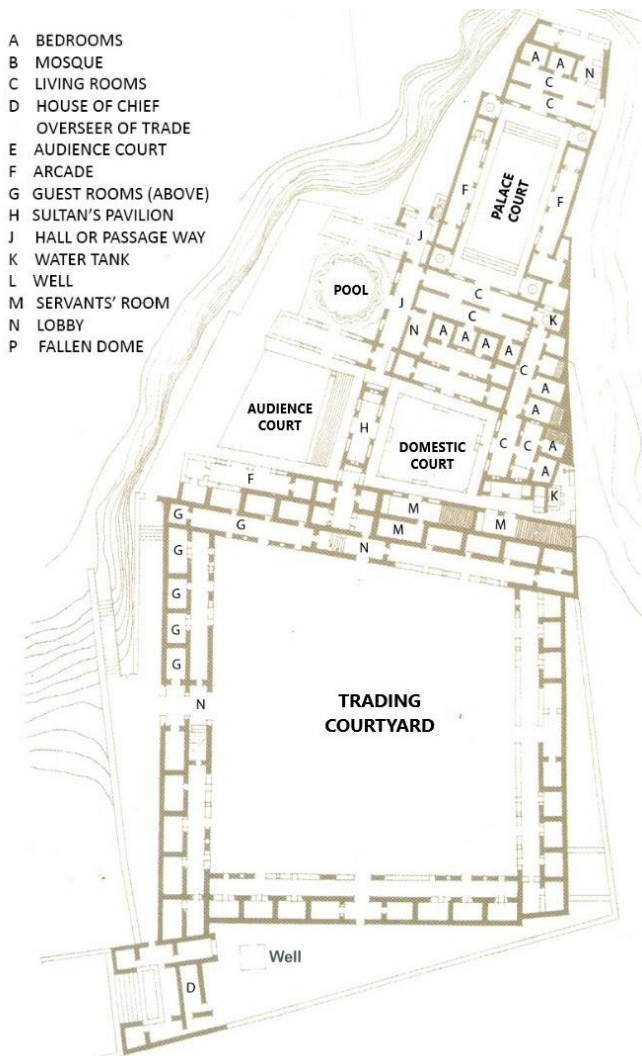 A BEDROOMS
B MOSQUE
C LIVING ROOMS
D HOUSE OF CHIEF
OVERSEER OF TRADE
E AUDIENCE COURT
F ARCADE
G GUEST ROOMS (ABOVE)
H SULTAN'S PAVILION
J HALL OR PASSAGE WAY
K WATER TANK
L WELL
M SERVANTS' ROOM
N LOBBY
P FALLEN DOME
A
A
N
C
C
F
PALACE
COURT
F
J
POOL
C
J
C
K
N
A
A
A
A
C
A
A
AUDIENCE
COURT
H
DOMESTIC
COURT
C
C
A
A
F
K
G
G
M
M
M
N
G
G
G
G
N
TRADING
COURTYARD
Well
D